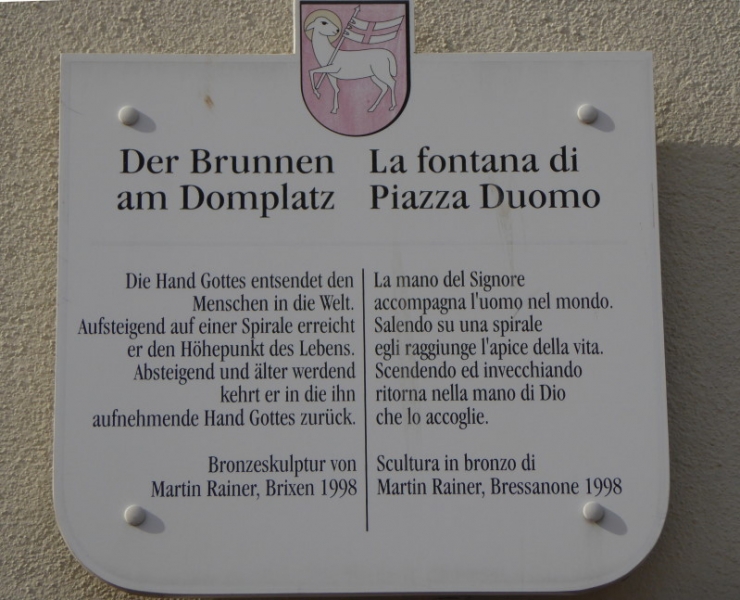 Der Brunnen
am Domplatz
La fontana di
Piazza Duomo
Die Hand Gottes entsendet den
Menschen in die Welt.
Aufsteigend auf einer Spirale erreicht
er den Höhepunkt des Lebens.
Absteigend und älter werdend
kehrt er in die ihn
aufnehmende Hand Gottes zurück.
Bronzeskulptur von
Martin Rainer, Brixen 1998
La mano del Signore
accompagna l'uomo nel mondo.
Salendo su una spirale
egli raggiunge l'apice della vita.
Scendendo ed invecchiando
ritorna nella mano di Dio
che lo accoglie.
Scultura in bronzo di
Martin Rainer, Bressanone 1998